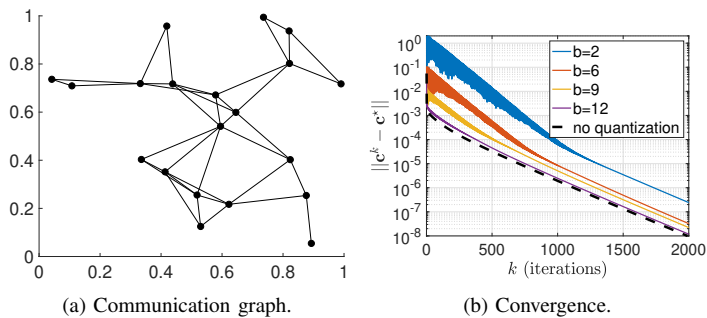 1
0.8
0.6
0.4
0.2
0
0 0.2 0.4 0.6 0.8 1
(a) Communication graph.
||c^k − c^⋆||
10^0
10^-1
10^-2
10^-3
10^-4
10^-5
10^-6
10^-7
10^-8
b=2
b=6
b=9
b=12
no quantization
0 500 1000 1500 2000
k (iterations)
(b) Convergence.